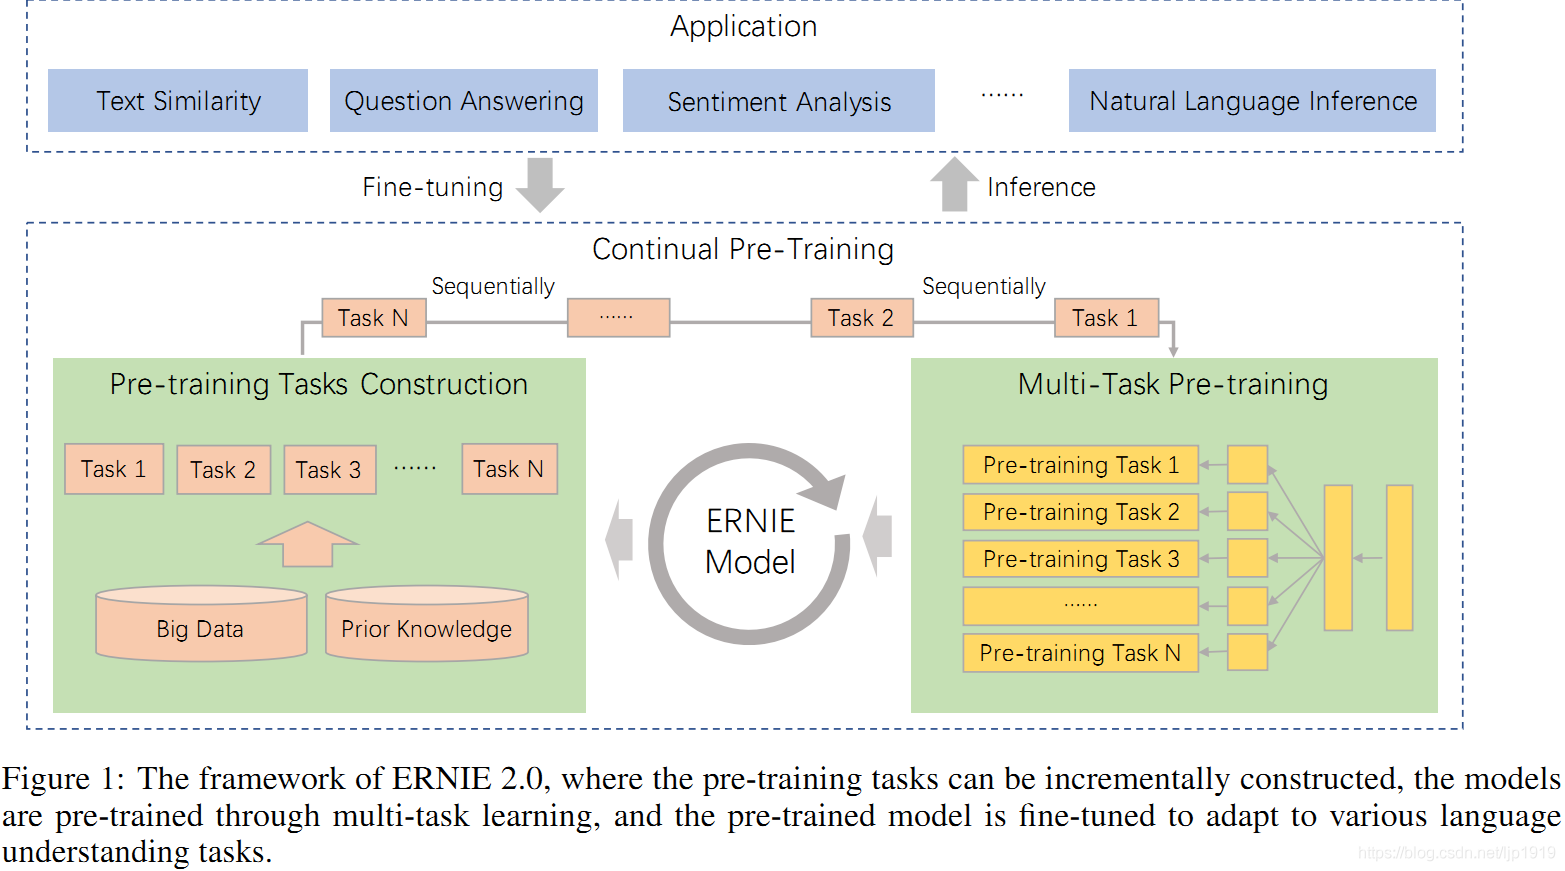 Application
Text Similarity
Question Answering
Sentiment Analysis
......
Natural Language Inference
Fine-tuning
Inference
Continual Pre-Training
Sequentially
Sequentially
Task N
......
Task 2
Task 1
Pre-training Tasks Construction
Task 1
Task 2
Task 3
......
Task N
Big Data
Prior Knowledge
ERNIE
Model
Multi-Task Pre-training
Pre-training Task 1
Pre-training Task 2
Pre-training Task 3
......
Pre-training Task N
Figure 1: The framework of ERNIE 2.0, where the pre-training tasks can be incrementally constructed, the models
are pre-trained through multi-task learning, and the pre-trained model is fine-tuned to adapt to various language
understanding tasks.
https://blog.csdn.net/ljp1919